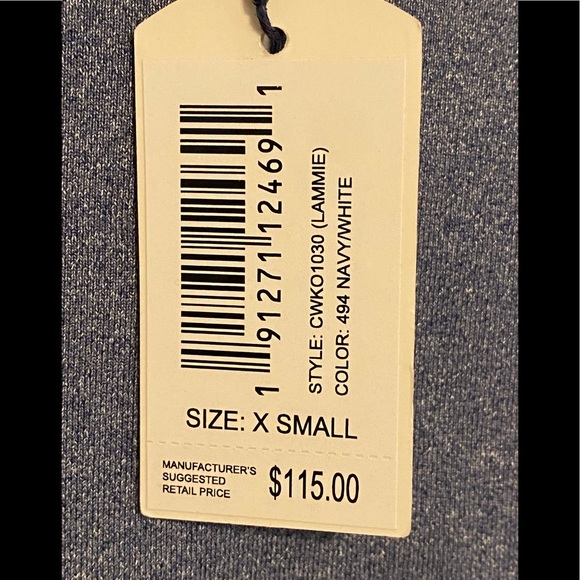 1 91271 12469 1
STYLE: CWKO1030 (LAMMIE)
COLOR: 494 NAVY/WHITE
SIZE: X SMALL
MANUFACTURER'S
SUGGESTED
RETAIL PRICE
$115.00